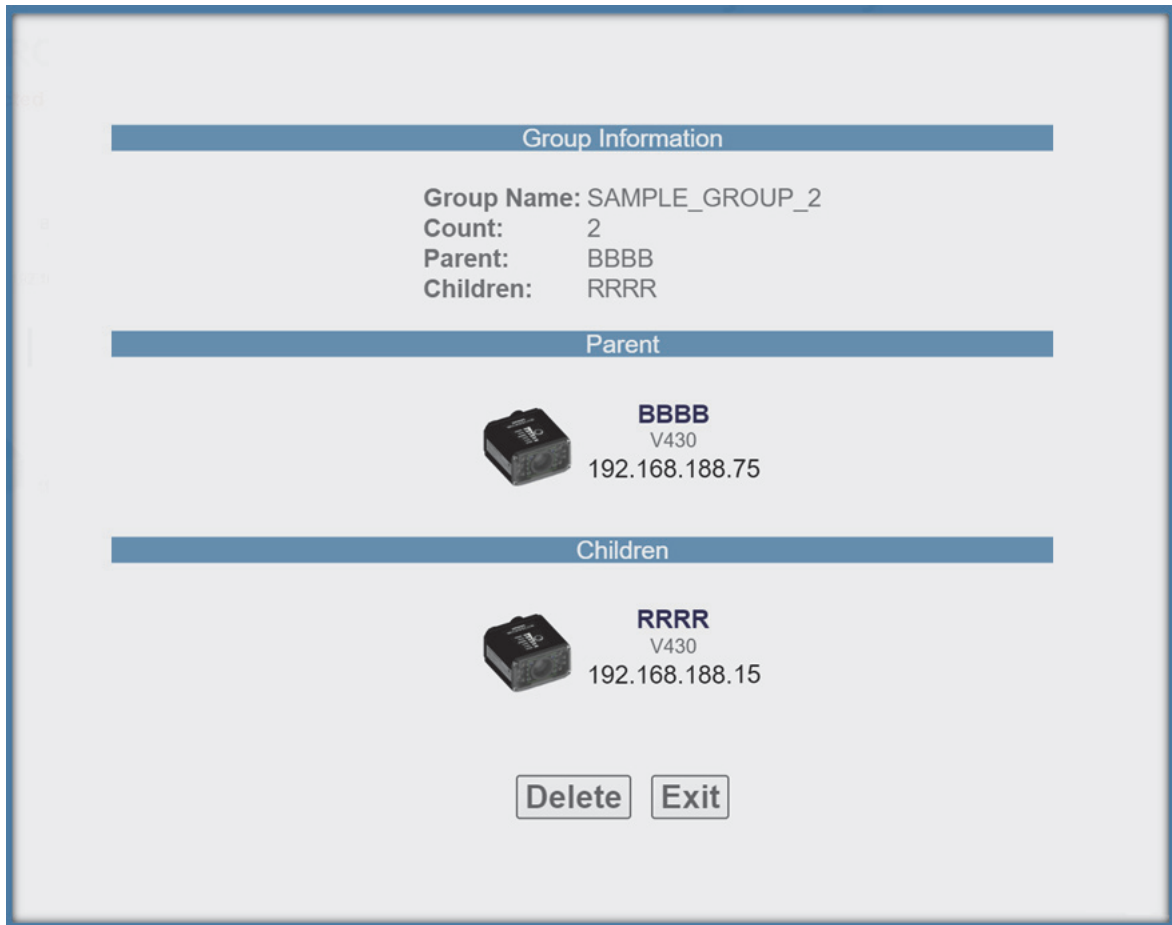 Group Information
Group Name: SAMPLE_GROUP_2
Count: 2
Parent: BBBB
Children: RRRR
Parent
BBBB
V430
192.168.188.75
Children
RRRR
V430
192.168.188.15
Delete Exit